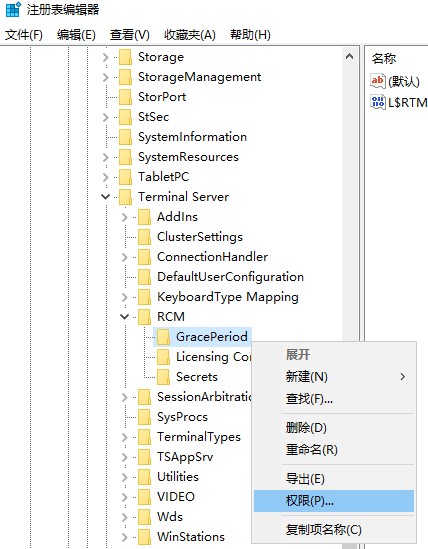 注册表编辑器
文件(F) 编辑(E) 查看(V) 收藏夹(A) 帮助(H)
Storage
StorageManagement
StorPort
StSec
SystemInformation
SystemResources
TabletPC
Terminal Server
AddIns
ClusterSettings
ConnectionHandler
DefaultUserConfiguration
KeyboardType Mapping
RCM
GracePeriod
Licensing Co
Secrets
SessionArbitratio
SysProcs
TerminalTypes
TSAppSrv
Utilities
VIDEO
Wds
WinStations
名称
(默认)
L$RTM
展开
新建(N)
查找(F)...
删除(D)
重命名(R)
导出(E)
权限(P)...
复制项名称(C)